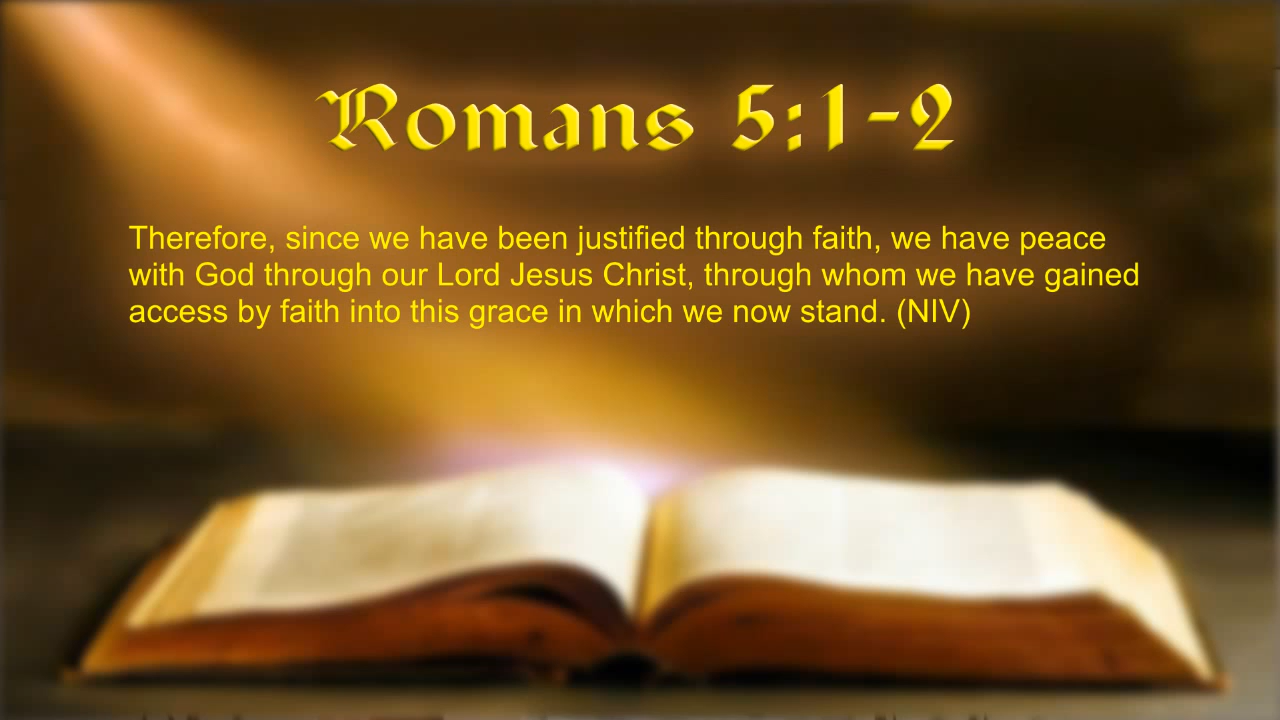 Romans 5:1-2
Therefore, since we have been justified through faith, we have peace
with God through our Lord Jesus Christ, through whom we have gained
access by faith into this grace in which we now stand. (NIV)